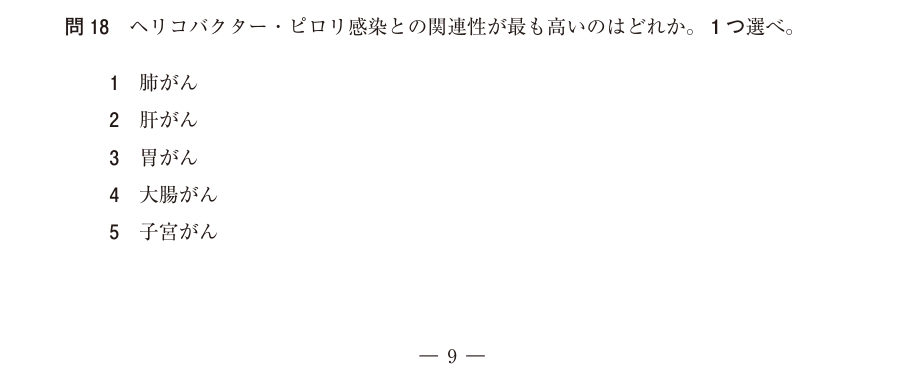 問18 ヘリコバクター・ピロリ感染との関連性が最も高いのはどれか。1つ選べ。
1 肺がん
2 肝がん
3 胃がん
4 大腸がん
5 子宮がん
― 9 ―